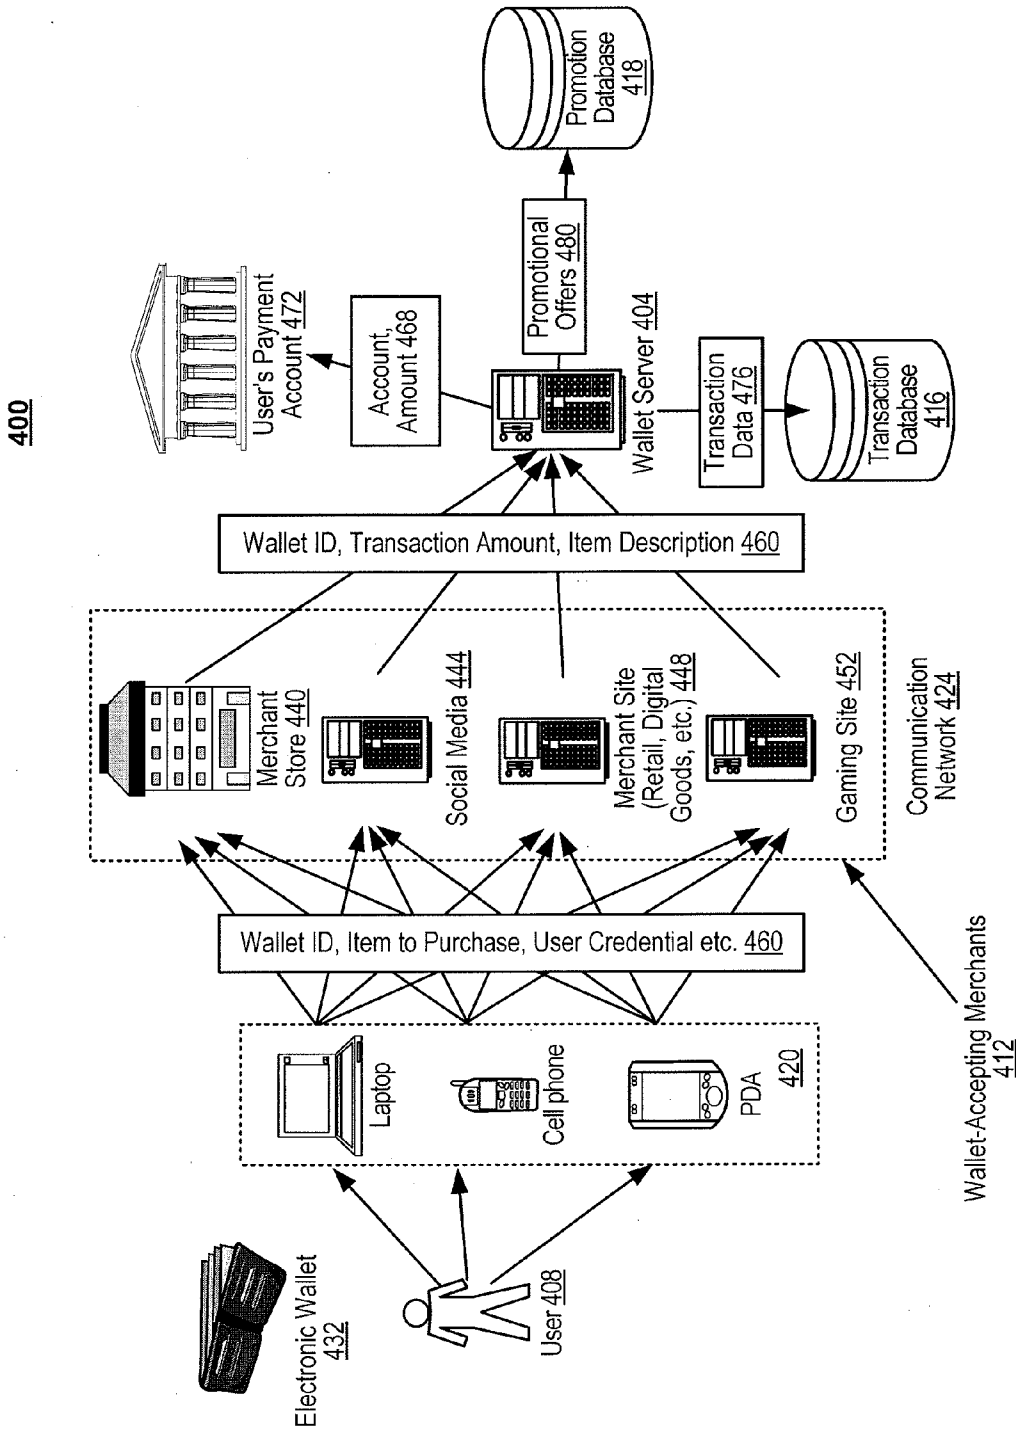 400
Electronic Wallet
432
User 408
Laptop
Cell phone
PDA
420
Wallet ID, Item to Purchase, User Credential etc. 460
Wallet-Accepting Merchants
412
Merchant
Store 440
Social Media 444
Merchant Site
(Retail, Digital
Goods, etc,) 448
Gaming Site 452
Communication
Network 424
Wallet ID, Transaction Amount, Item Description 460
User's Payment
Account 472
Account,
Amount 468
Wallet Server 404
Promotional
Offers 480
Promotion
Database
418
Transaction
Data 476
Transaction
Database
416